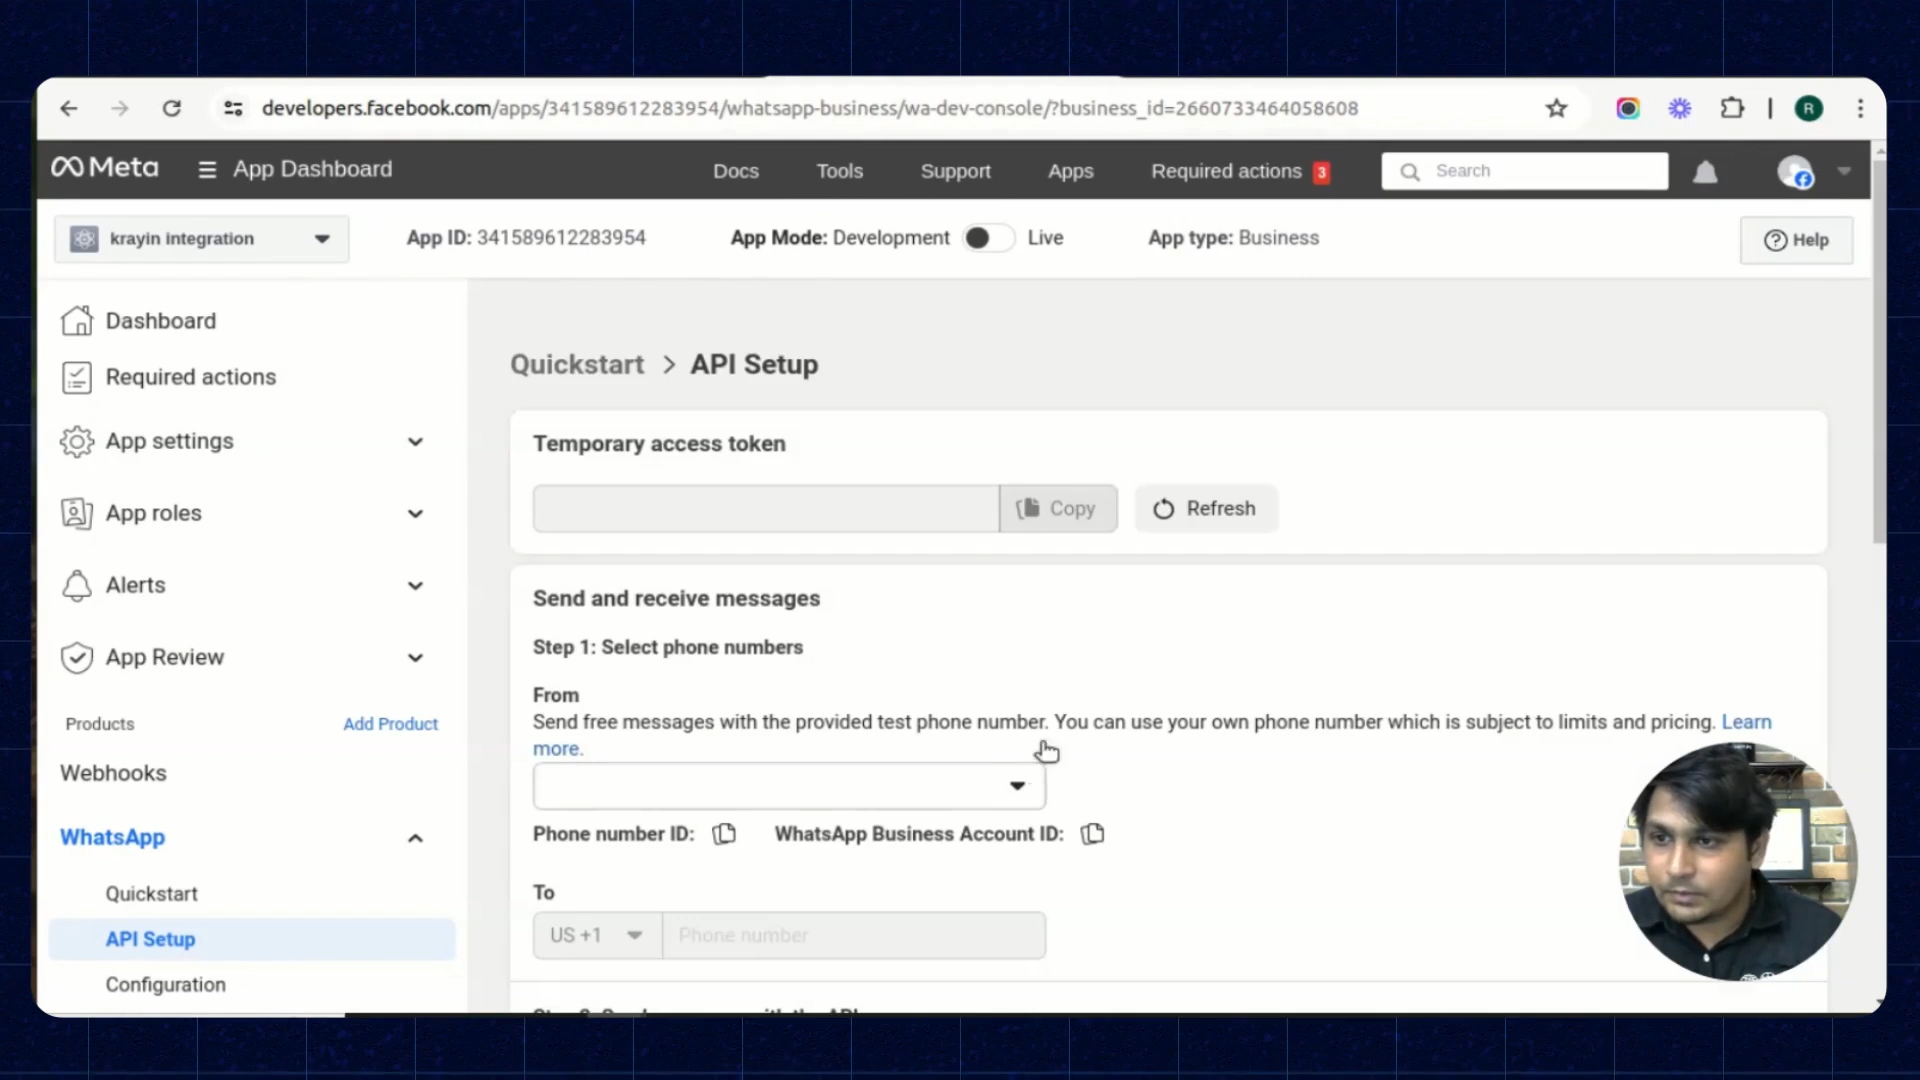 developers.facebook.com/apps/341589612283954/whatsapp-business/wa-dev-console/?business_id=2660733464058608
R
Meta
App Dashboard
Docs
Tools
Support
Apps
Required actions 3
Search
krayin integration
App ID: 341589612283954
App Mode: Development
Live
App type: Business
Help
Dashboard
Required actions
App settings
App roles
Alerts
App Review
Products
Add Product
Webhooks
WhatsApp
Quickstart
API Setup
Configuration
Quickstart > API Setup
Temporary access token
Copy
Refresh
Send and receive messages
Step 1: Select phone numbers
From
Send free messages with the provided test phone number. You can use your own phone number which is subject to limits and pricing. Learn
more.
Phone number ID:
WhatsApp Business Account ID:
To
US +1
Phone number